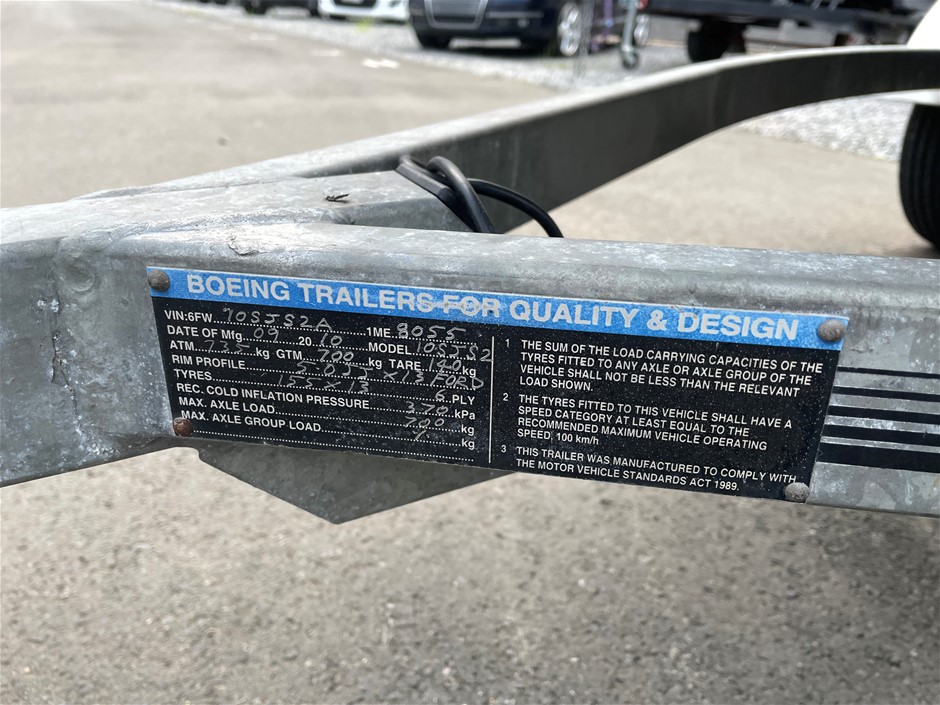 BOEING TRAILERS FOR QUALITY & DESIGN
VIN:6FW 70SJS2A 1ME 8055
DATE OF Mfg 09 20 10 MODEL 10SJS2
ATM 735 kg GTM 700 kg TARE 140 kg
RIM PROFILE X13 FORD
TYRES 155X13 6 PLY
REC. COLD INFLATION PRESSURE 370 kPa
MAX. AXLE LOAD 700 kg
MAX. AXLE GROUP LOAD kg
1 THE SUM OF THE LOAD CARRYING CAPACITIES OF THE
TYRES FITTED TO ANY AXLE OR AXLE GROUP OF THE
VEHICLE SHALL NOT BE LESS THAN THE RELEVANT
LOAD SHOWN.
2 THE TYRES FITTED TO THIS VEHICLE SHALL HAVE A
SPEED CATEGORY AT LEAST EQUAL TO THE
RECOMMENDED MAXIMUM VEHICLE OPERATING
SPEED, 100 km/h
3 THIS TRAILER WAS MANUFACTURED TO COMPLY WITH
THE MOTOR VEHICLE STANDARDS ACT 1989.